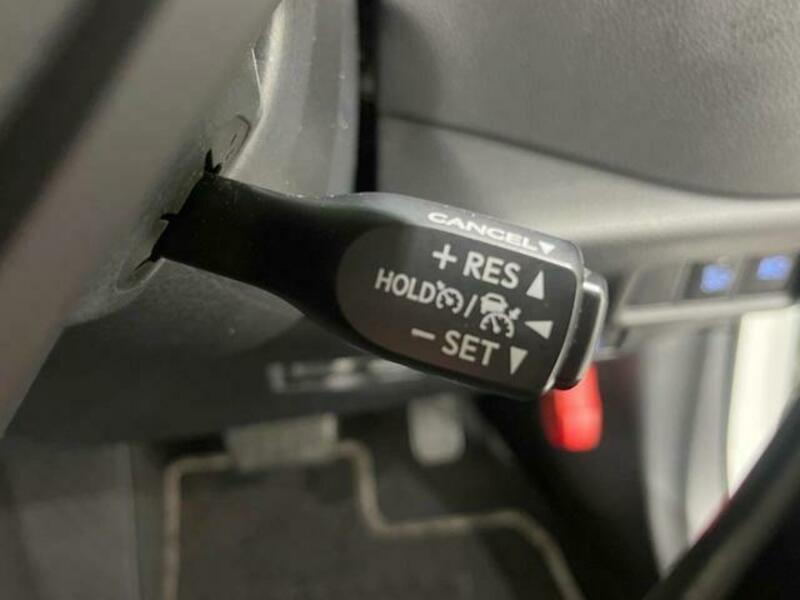 CANCEL▼
+ RES ▲
HOLD / ◄
− SET ▼